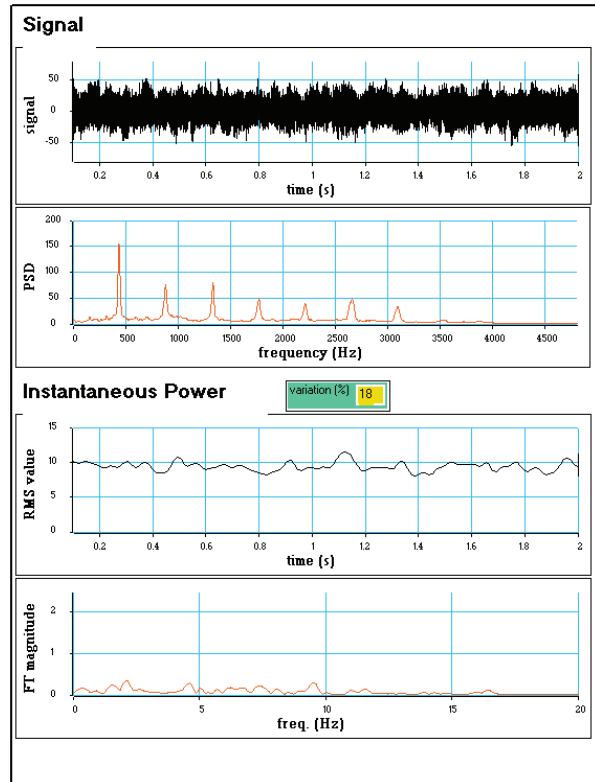 Signal
signal
50
0
-50
0.2 0.4 0.6 0.8 1 1.2 1.4 1.6 1.8 2
time (s)
PSD
200
150
100
50
0
0 500 1000 1500 2000 2500 3000 3500 4000 4500
frequency (Hz)
Instantaneous Power
variation (%) 18
RMS value
15
10
5
0
0.2 0.4 0.6 0.8 1 1.2 1.4 1.6 1.8 2
time (s)
FT magnitude
2
1
0
0 5 10 15 20
freq. (Hz)